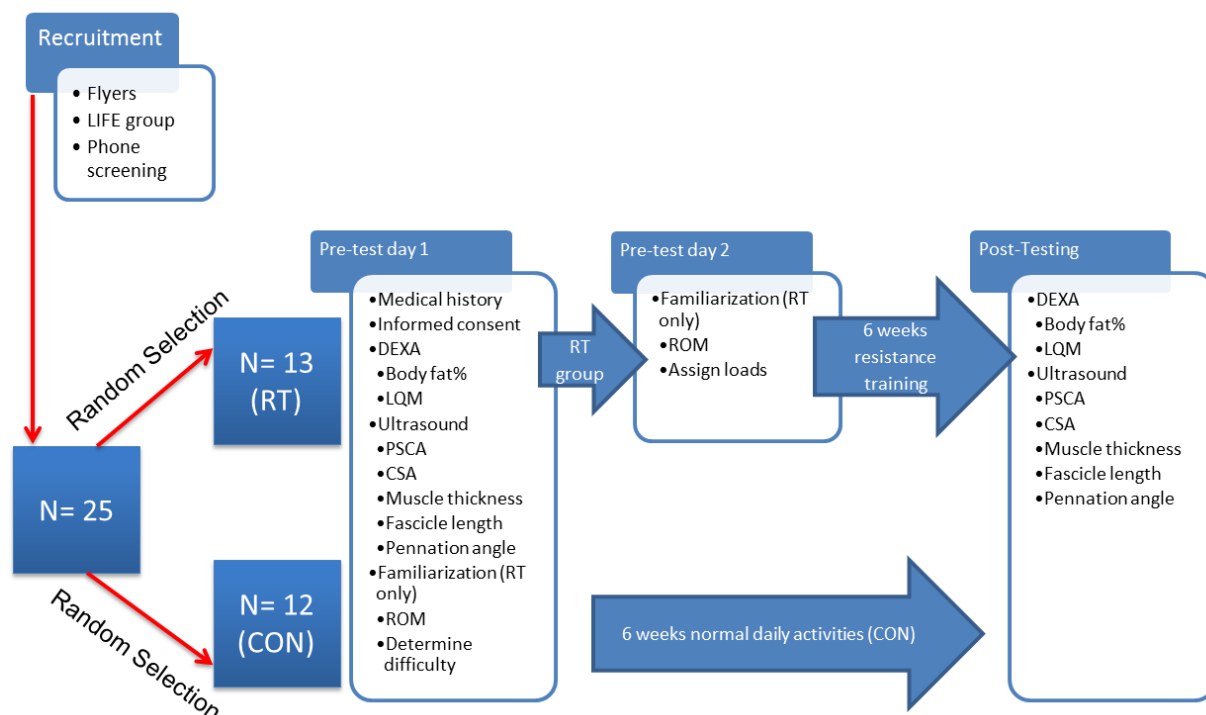 Recruitment
• Flyers
• LIFE group
• Phone
screening
Random Selection
N= 25
Random Selection
N= 13
(RT)
N= 12
(CON)
Pre-test day 1
•Medical history
•Informed consent
•DEXA
•Body fat%
•LQM
•Ultrasound
•PSCA
•CSA
•Muscle thickness
•Fascicle length
•Pennation angle
•Familiarization (RT
only)
•ROM
•Determine
difficulty
RT
group
Pre-test day 2
•Familiarization (RT
only)
•ROM
•Assign loads
6 weeks
resistance
training
6 weeks normal daily activities (CON)
Post-Testing
•DEXA
•Body fat%
•LQM
•Ultrasound
•PSCA
•CSA
•Muscle thickness
•Fascicle length
•Pennation angle